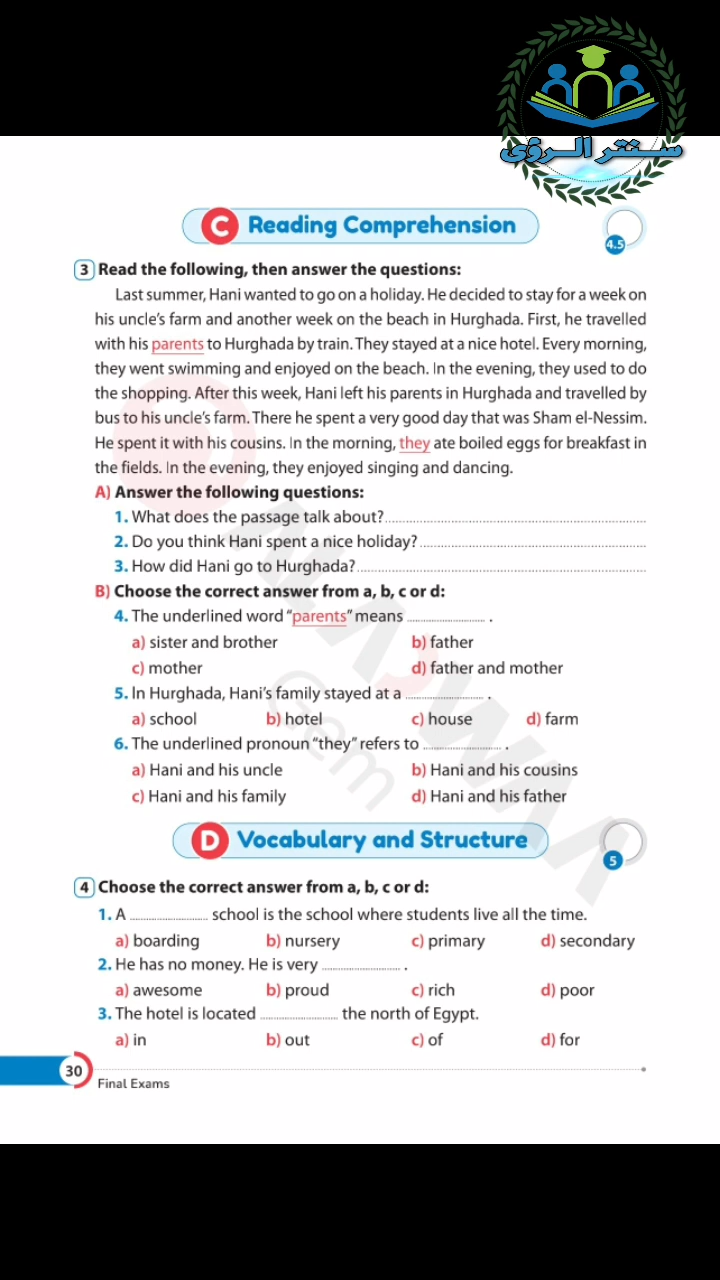 سنتر الرؤى
C Reading Comprehension
4.5
3 Read the following, then answer the questions:
Last summer, Hani wanted to go on a holiday. He decided to stay for a week on
his uncle's farm and another week on the beach in Hurghada. First, he travelled
with his parents to Hurghada by train. They stayed at a nice hotel. Every morning,
they went swimming and enjoyed on the beach. In the evening, they used to do
the shopping. After this week, Hani left his parents in Hurghada and travelled by
bus to his uncle's farm. There he spent a very good day that was Sham el-Nessim.
He spent it with his cousins. In the morning, they ate boiled eggs for breakfast in
the fields. In the evening, they enjoyed singing and dancing.
A) Answer the following questions:
1. What does the passage talk about?..............................
2. Do you think Hani spent a nice holiday?..............................
3. How did Hani go to Hurghada?..............................
B) Choose the correct answer from a, b, c or d:
4. The underlined word "parents" means .................... .
a) sister and brother b) father
c) mother d) father and mother
5. In Hurghada, Hani's family stayed at a .................... .
a) school b) hotel c) house d) farm
6. The underlined pronoun "they" refers to .................... .
a) Hani and his uncle b) Hani and his cousins
c) Hani and his family d) Hani and his father
D Vocabulary and Structure
5
4 Choose the correct answer from a, b, c or d:
1. A .................... school is the school where students live all the time.
a) boarding b) nursery c) primary d) secondary
2. He has no money. He is very .................... .
a) awesome b) proud c) rich d) poor
3. The hotel is located .................... the north of Egypt.
a) in b) out c) of d) for
30
Final Exams
ALADWAA
Gem